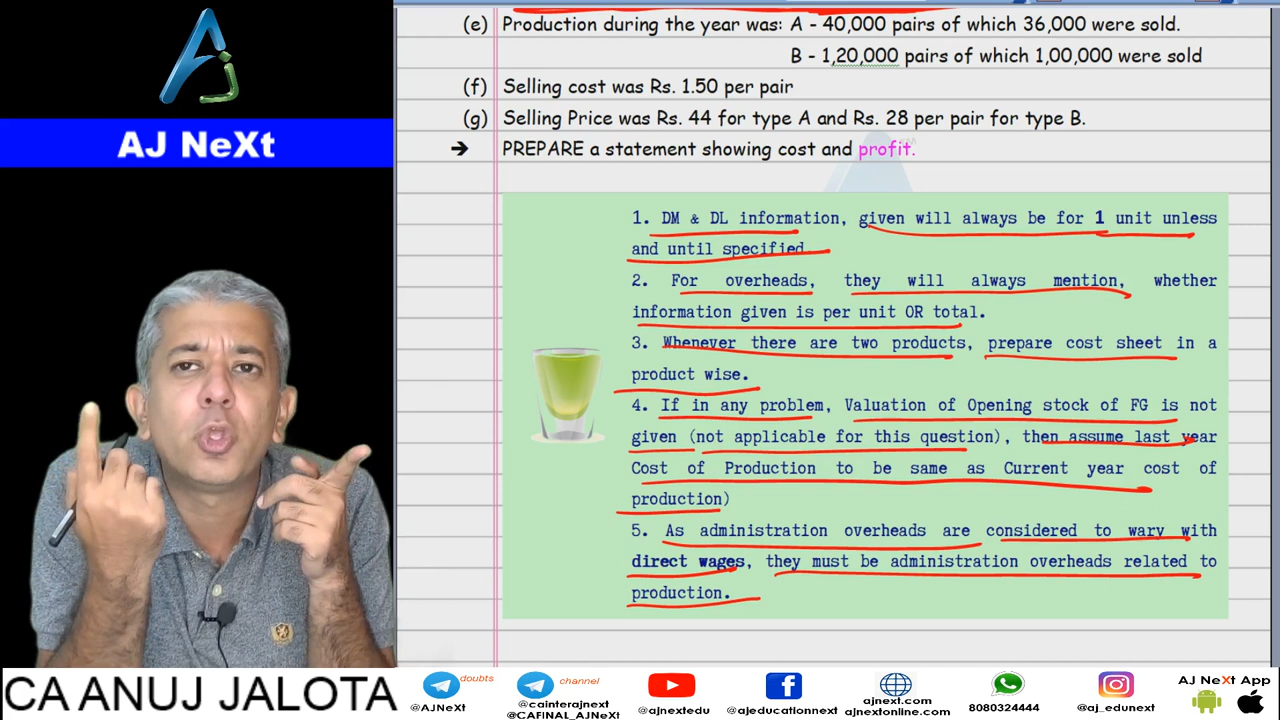 (e) Production during the year was: A - 40,000 pairs of which 36,000 were sold.
B - 1,20,000 pairs of which 1,00,000 were sold
(f) Selling cost was Rs. 1.50 per pair
(g) Selling Price was Rs. 44 for type A and Rs. 28 per pair for type B.
→ PREPARE a statement showing cost and profit.
AJ NeXt
1. DM & DL information, given will always be for 1 unit unless
and until specified
2. For overheads, they will always mention, whether
information given is per unit OR total.
3. Whenever there are two products, prepare cost sheet in a
product wise.
4. If in any problem, Valuation of Opening stock of FG is not
given (not applicable for this question), then assume last year
Cost of Production to be same as Current year cost of
production)
5. As administration overheads are considered to wary with
direct wages, they must be administration overheads related to
production.
CA ANUJ JALOTA
doubts
@AJNeXt
channel
@cainterajnext
@CAFINAL_AJNeXt
@ajnextedu
@ajeducationnext
ajnext.com
ajnextonline.com
8080324444
@aj_edunext
AJ NeXt App